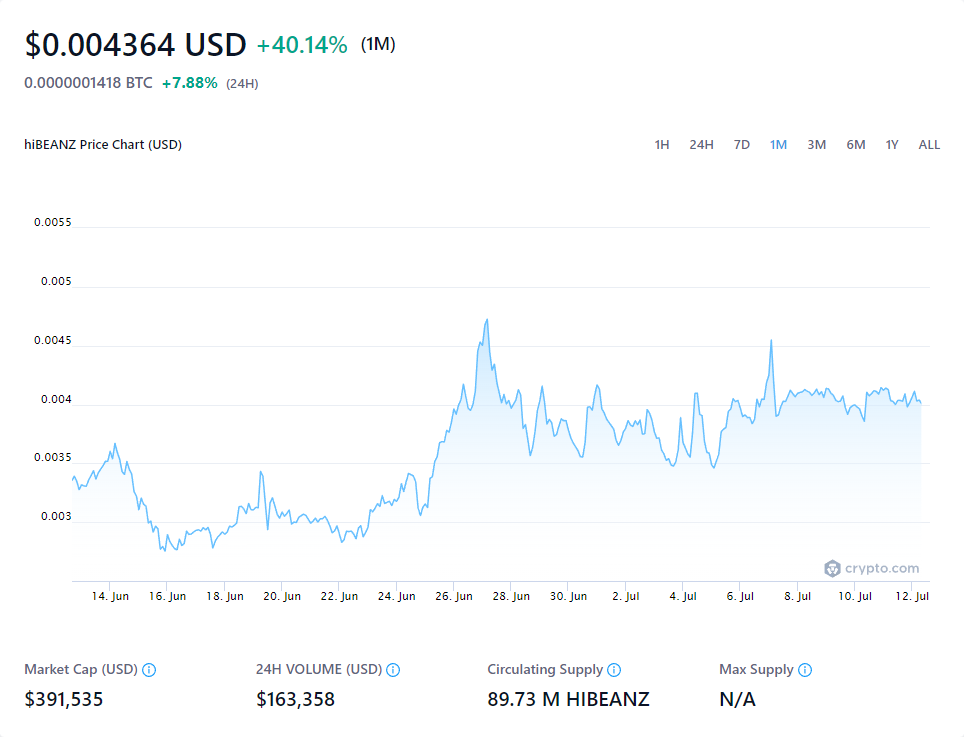 $0.004364 USD +40.14% (1M)
0.0000001418 BTC +7.88% (24H)
hiBEANZ Price Chart (USD) 1H 24H 7D 1M 3M 6M 1Y ALL
0.0055
0.005
0.0045
0.004
0.0035
0.003
crypto.com
14. Jun 16. Jun 18. Jun 20. Jun 22. Jun 24. Jun 26. Jun 28. Jun 30. Jun 2. Jul 4. Jul 6. Jul 8. Jul 10. Jul 12. Jul
Market Cap (USD) 24H VOLUME (USD) Circulating Supply Max Supply
$391,535 $163,358 89.73 M HIBEANZ N/A